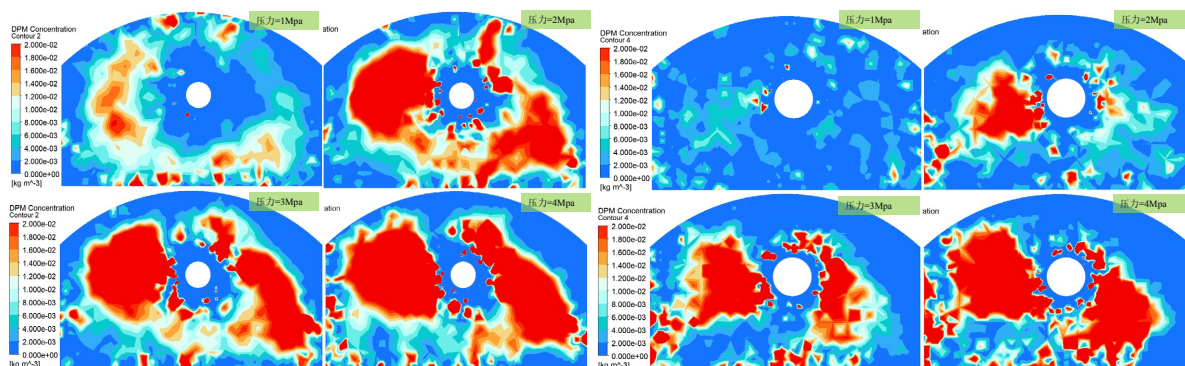 DPM Concentration
Contour 2
2.000e-02
1.800e-02
1.600e-02
1.400e-02
1.200e-02
1.000e-02
8.000e-03
6.000e-03
4.000e-03
2.000e-03
0.000e+00
[kg m^-3]
压力=1Mpa
ntration
压力=2Mpa
DPM Concentration
Contour 4
2.000e-02
1.800e-02
1.600e-02
1.400e-02
1.200e-02
1.000e-02
8.000e-03
6.000e-03
4.000e-03
2.000e-03
0.000e+00
[kg m^-3]
压力=1Mpa
entration
压力=2Mpa
DPM Concentration
Contour 2
2.000e-02
1.800e-02
1.600e-02
1.400e-02
1.200e-02
1.000e-02
8.000e-03
6.000e-03
4.000e-03
2.000e-03
0.000e+00
[kg m^-3]
压力=3Mpa
ration
压力=4Mpa
DPM Concentration
Contour 4
2.000e-02
1.800e-02
1.600e-02
1.400e-02
1.200e-02
1.000e-02
8.000e-03
6.000e-03
4.000e-03
2.000e-03
0.000e+00
[kg m^-3]
压力=3Mpa
entration
压力=4Mpa